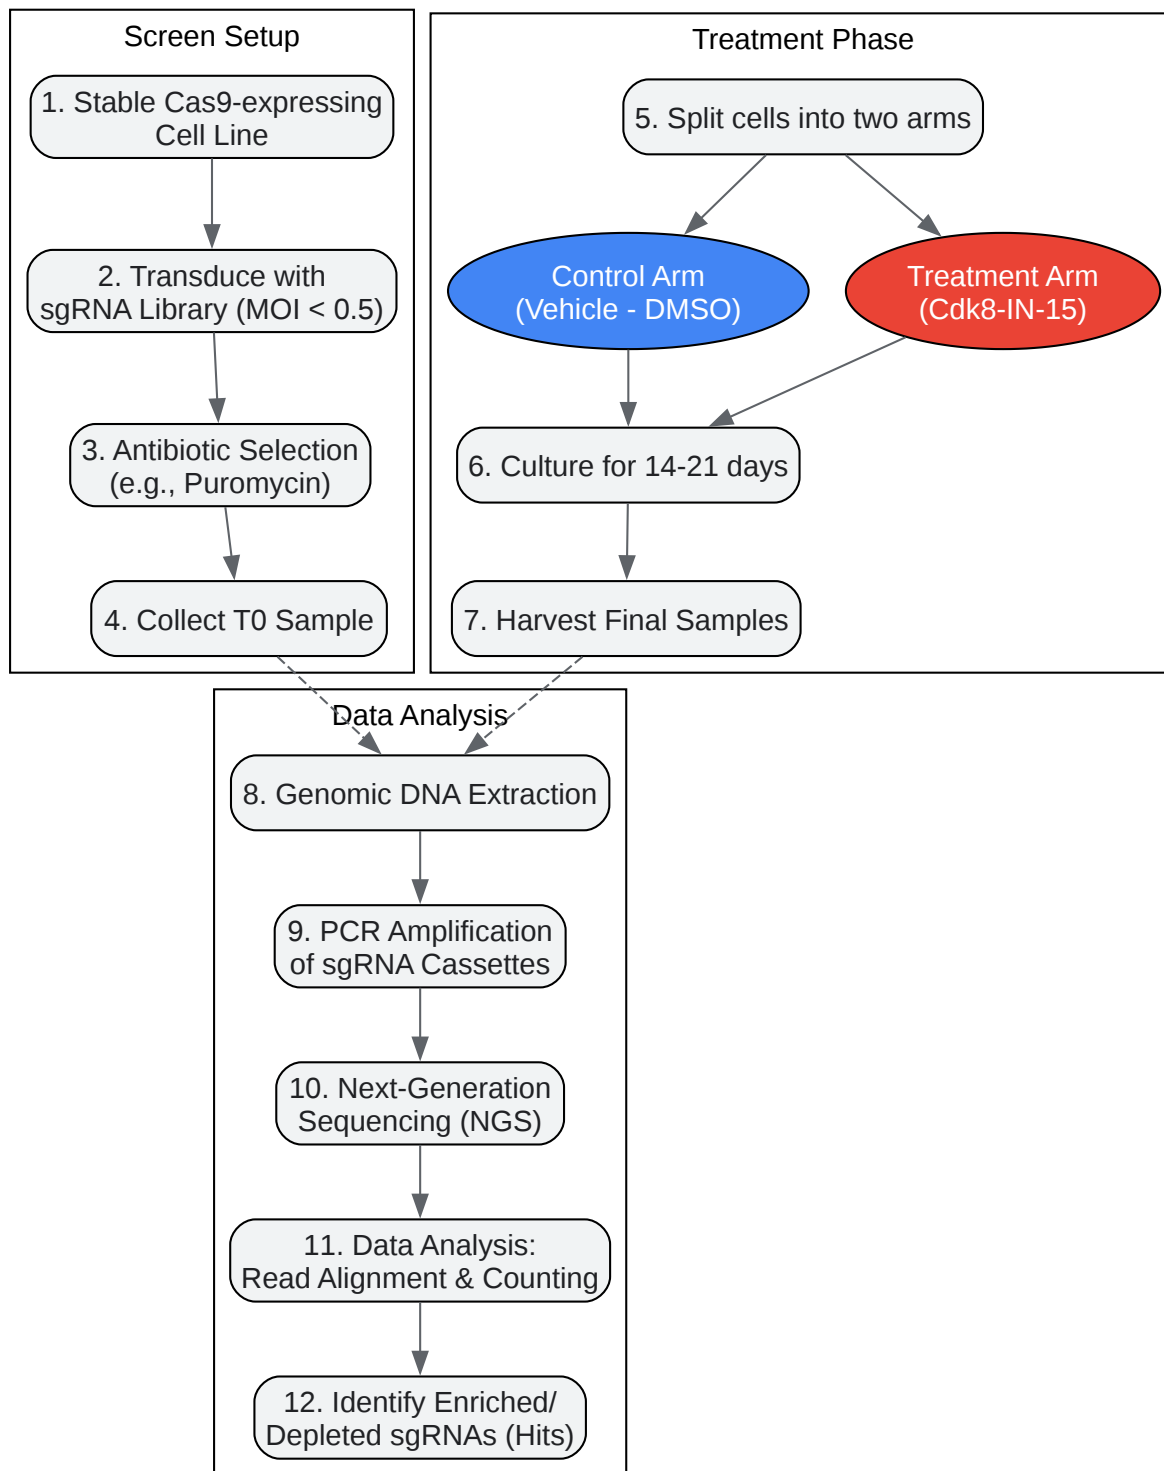 Screen Setup
1. Stable Cas9-expressing
Cell Line
2. Transduce with
sgRNA Library (MOI < 0.5)
3. Antibiotic Selection
(e.g., Puromycin)
4. Collect T0 Sample
Treatment Phase
5. Split cells into two arms
Control Arm
(Vehicle - DMSO)
Treatment Arm
(Cdk8-IN-15)
6. Culture for 14-21 days
7. Harvest Final Samples
Data Analysis
8. Genomic DNA Extraction
9. PCR Amplification
of sgRNA Cassettes
10. Next-Generation
Sequencing (NGS)
11. Data Analysis:
Read Alignment & Counting
12. Identify Enriched/
Depleted sgRNAs (Hits)